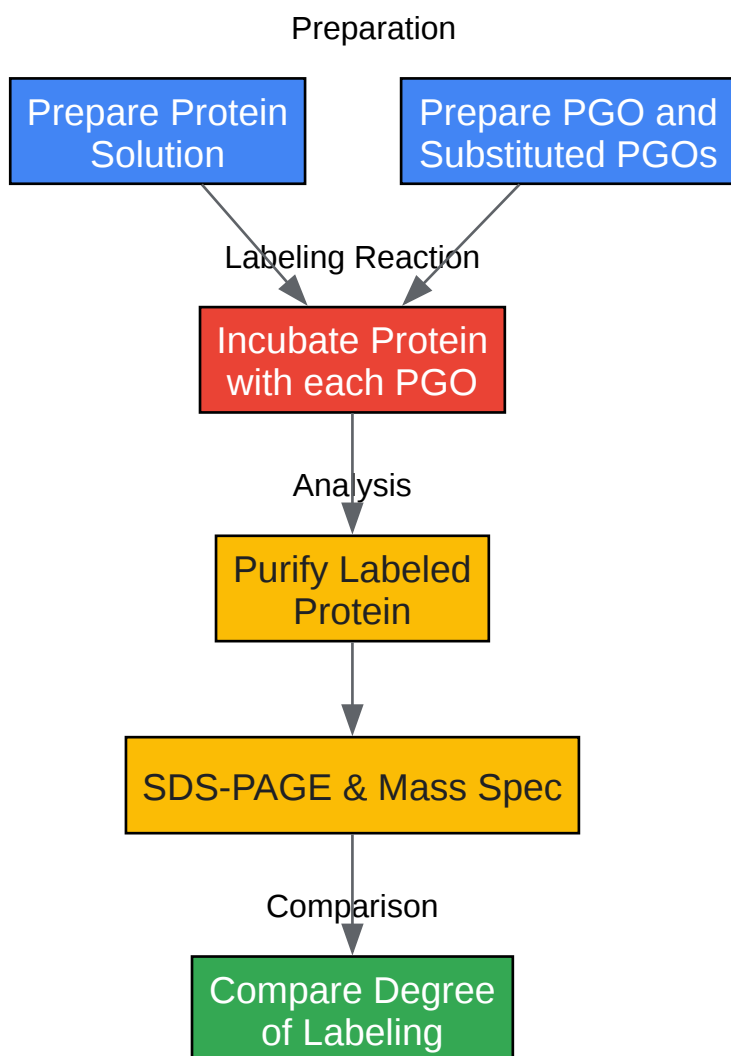 Preparation
Prepare Protein
Solution
Prepare PGO and
Substituted PGOs
Labeling Reaction
Incubate Protein
with each PGO
Analysis
Purify Labeled
Protein
SDS-PAGE & Mass Spec
Comparison
Compare Degree
of Labeling